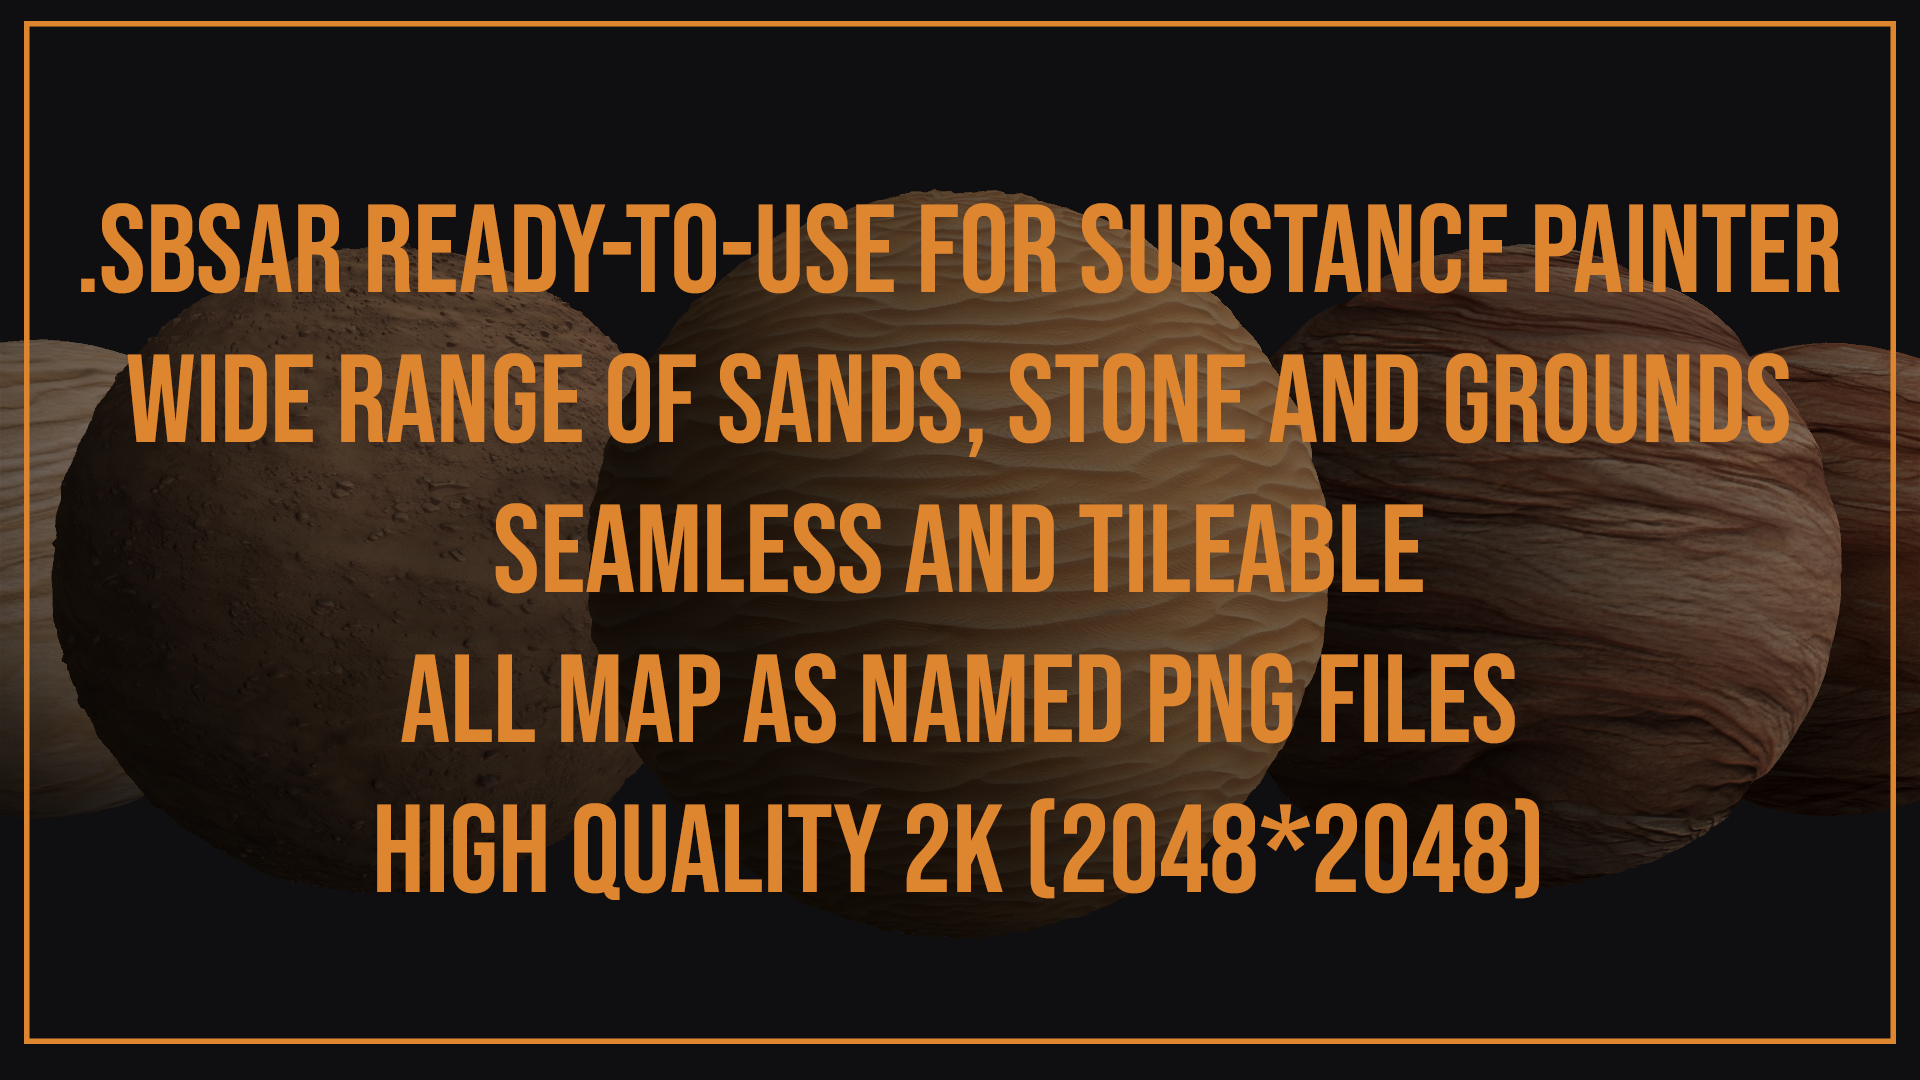 .SBSAR READY-TO-USE FOR SUBSTANCE PAINTER
WIDE RANGE OF SANDS, STONE AND GROUNDS
SEAMLESS AND TILEABLE
ALL MAP AS NAMED PNG FILES
HIGH QUALITY 2K (2048*2048)